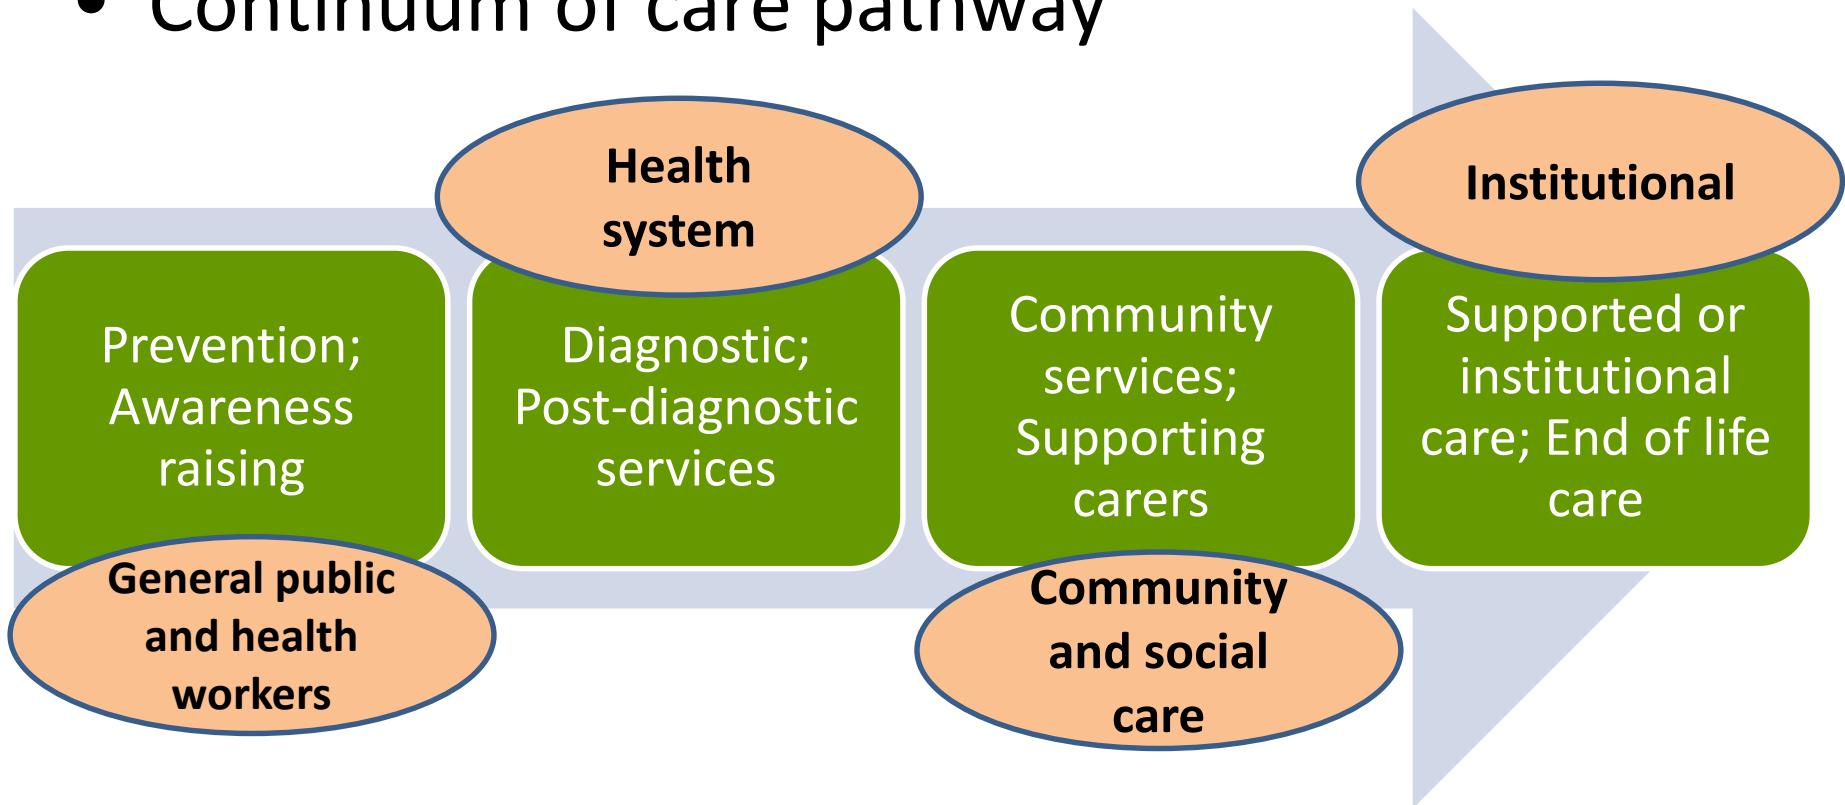 • Continuum of care pathway
Health
system
Institutional
Prevention;
Awareness
raising
Diagnostic;
Post-diagnostic
services
Community
services;
Supporting
carers
Supported or
institutional
care; End of life
care
General public
and health
workers
Community
and social
care